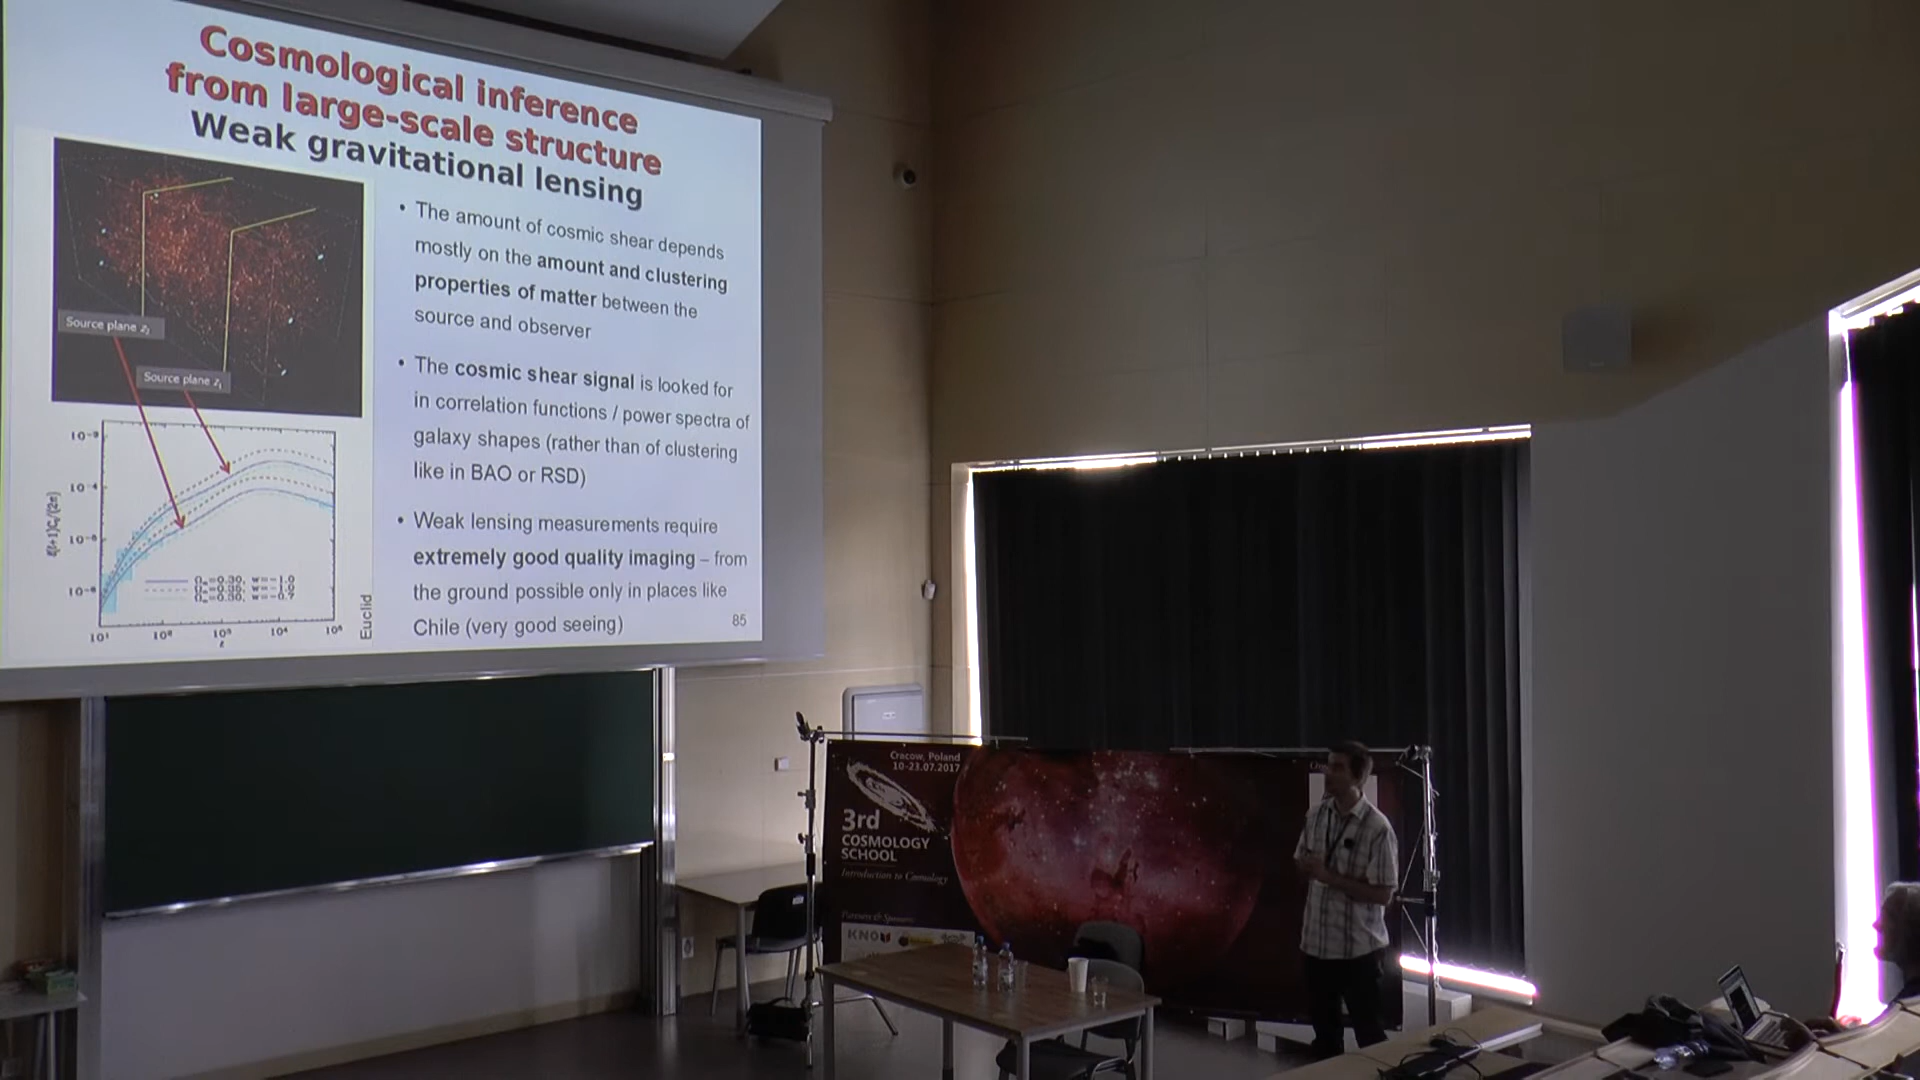 Cosmological inference
from large-scale structure
Weak gravitational lensing
Source plane z₂
Source plane z₁
• The amount of cosmic shear depends
mostly on the amount and clustering
properties of matter between the
source and observer
• The cosmic shear signal is looked for
in correlation functions / power spectra of
galaxy shapes (rather than of clustering
like in BAO or RSD)
• Weak lensing measurements require
extremely good quality imaging – from
the ground possible only in places like
Chile (very good seeing)
Euclid
85
Cracow, Poland
10-23.07.2017
3rd
COSMOLOGY
SCHOOL
Introduction to Cosmology
Partners & Sponsors